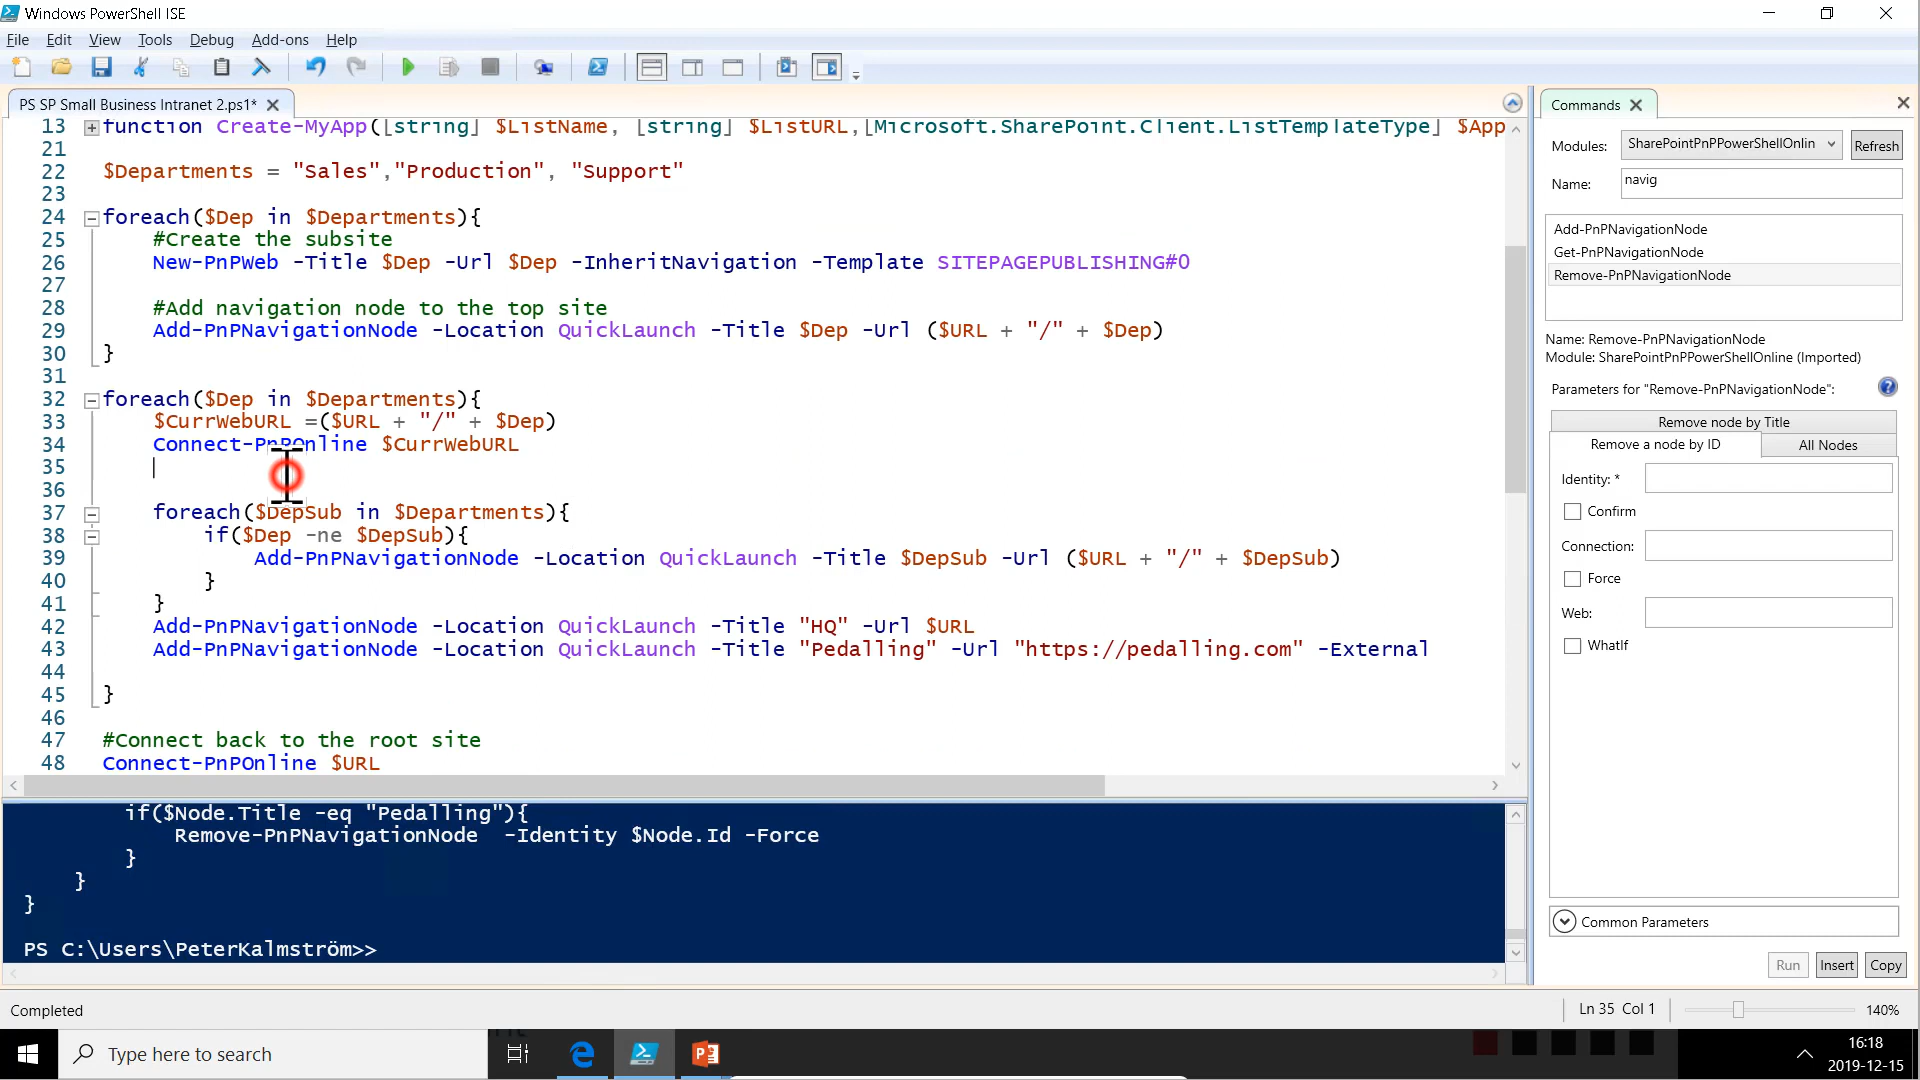 Windows PowerShell ISE
File Edit View Tools Debug Add-ons Help
PS SP Small Business Intranet 2.ps1*
13 function Create-MyApp([string] $ListName, [string] $ListURL,[Microsoft.SharePoint.Client.ListTemplateType] $App
21
22 $Departments = "Sales","Production", "Support"
23
24 foreach($Dep in $Departments){
25 #Create the subsite
26 New-PnPWeb -Title $Dep -Url $Dep -InheritNavigation -Template SITEPAGEPUBLISHING#0
27
28 #Add navigation node to the top site
29 Add-PnPNavigationNode -Location QuickLaunch -Title $Dep -Url ($URL + "/" + $Dep)
30 }
31
32 foreach($Dep in $Departments){
33 $CurrWebURL =($URL + "/" + $Dep)
34 Connect-PnPOnline $CurrWebURL
35
36
37 foreach($DepSub in $Departments){
38 if($Dep -ne $DepSub){
39 Add-PnPNavigationNode -Location QuickLaunch -Title $DepSub -Url ($URL + "/" + $DepSub)
40 }
41 }
42 Add-PnPNavigationNode -Location QuickLaunch -Title "HQ" -Url $URL
43 Add-PnPNavigationNode -Location QuickLaunch -Title "Pedalling" -Url "https://pedalling.com" -External
44
45 }
46
47 #Connect back to the root site
48 Connect-PnPOnline $URL
if($Node.Title -eq "Pedalling"){
Remove-PnPNavigationNode -Identity $Node.Id -Force
}
}
}
PS C:\Users\PeterKalmström>>
Commands
Modules: SharePointPnPPowerShellOnlin Refresh
Name: navig
Add-PnPNavigationNode
Get-PnPNavigationNode
Remove-PnPNavigationNode
Name: Remove-PnPNavigationNode
Module: SharePointPnPPowerShellOnline (Imported)
Parameters for "Remove-PnPNavigationNode":
Remove node by Title
Remove a node by ID All Nodes
Identity: *
Confirm
Connection:
Force
Web:
WhatIf
Common Parameters
Run Insert Copy
Completed
Ln 35 Col 1
140%
Type here to search
16:18
2019-12-15